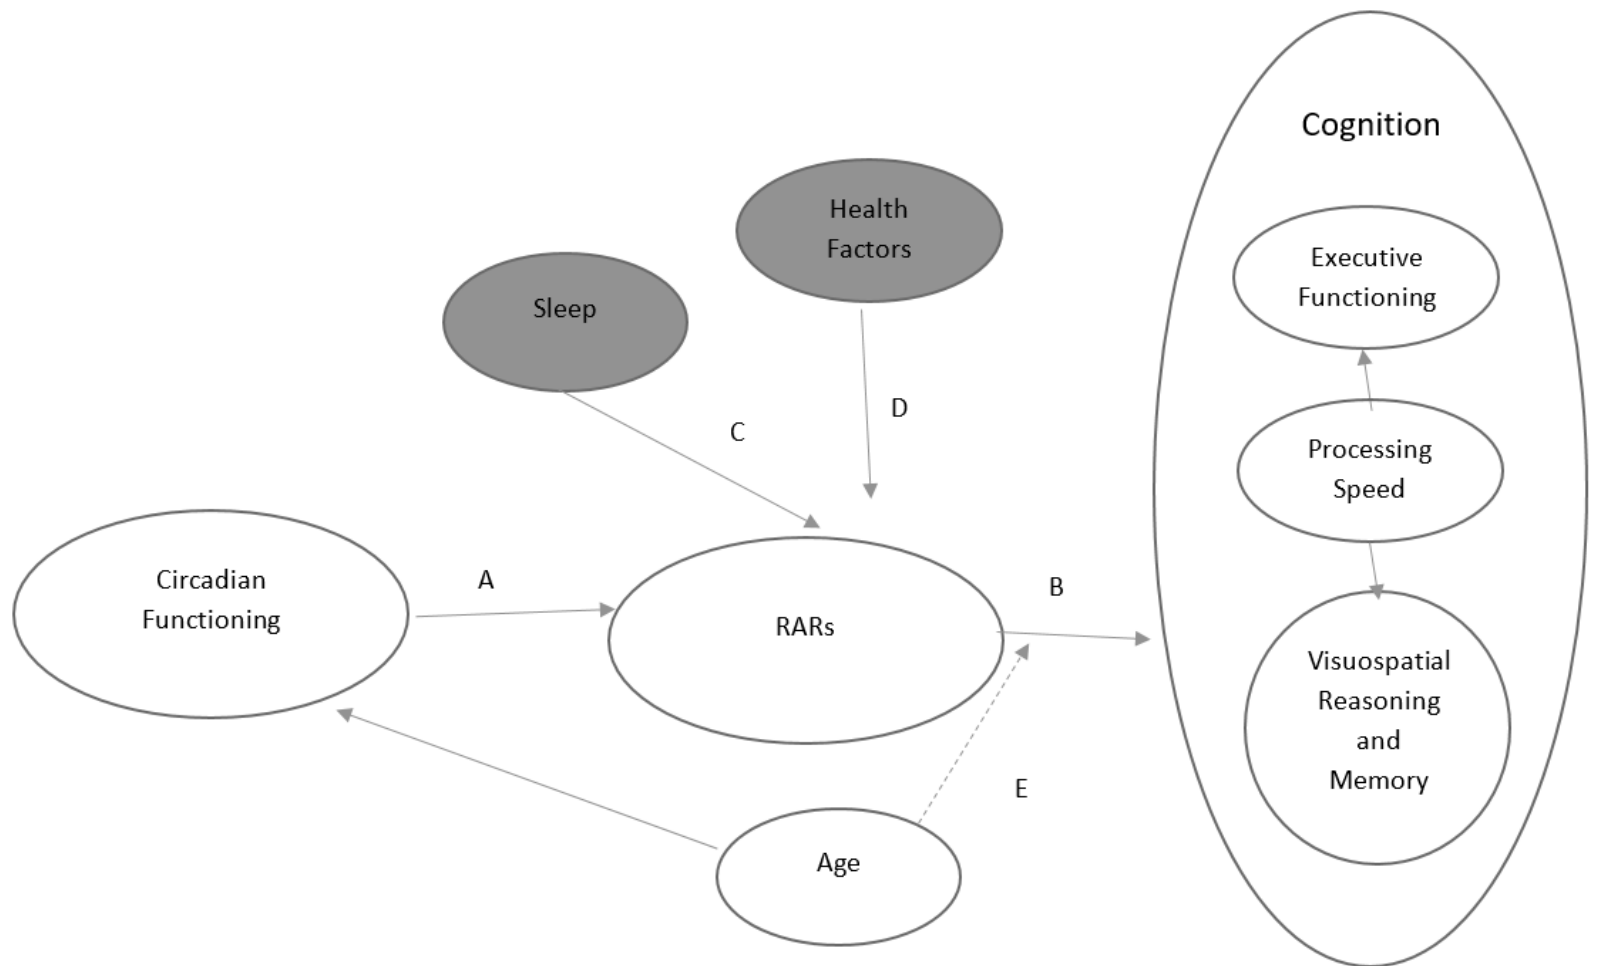 Cognition
Health
Factors
Executive
Functioning
Sleep
D
C
Processing
Speed
Circadian
Functioning
A
B
RARs
Visuospatial
Reasoning
and
Memory
E
Age